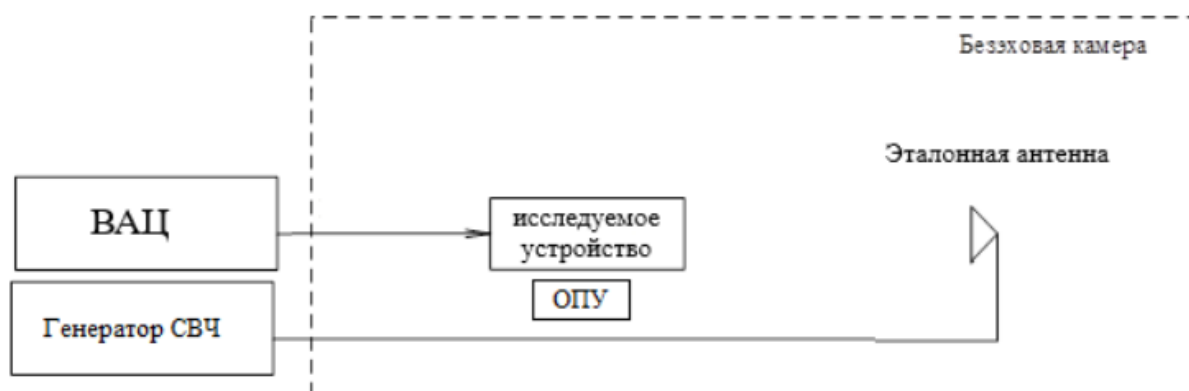 Безэховая камера
Эталонная антенна
ВАЦ
исследуемое
устройство
ОПУ
Генератор СВЧ